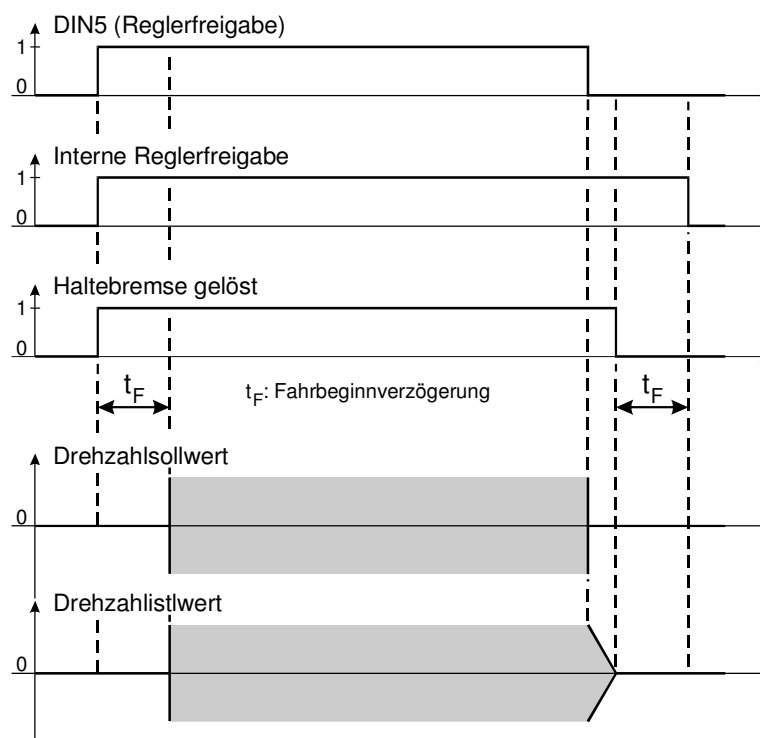 DIN5 (Reglerfreigabe)
1
0
Interne Reglerfreigabe
1
0
Haltebremse gelöst
1
0
tF tF: Fahrbeginnverzögerung tF
Drehzahlsollwert
0
Drehzahlistlwert
0